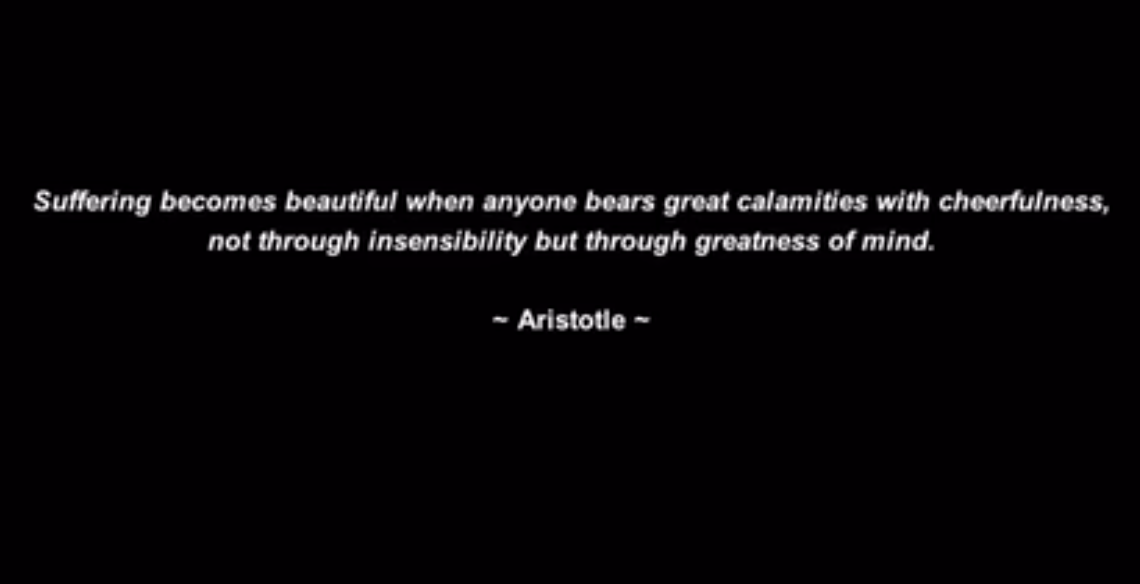 Suffering becomes beautiful when anyone bears great calamities with cheerfulness,
not through insensibility but through greatness of mind.
~ Aristotle ~